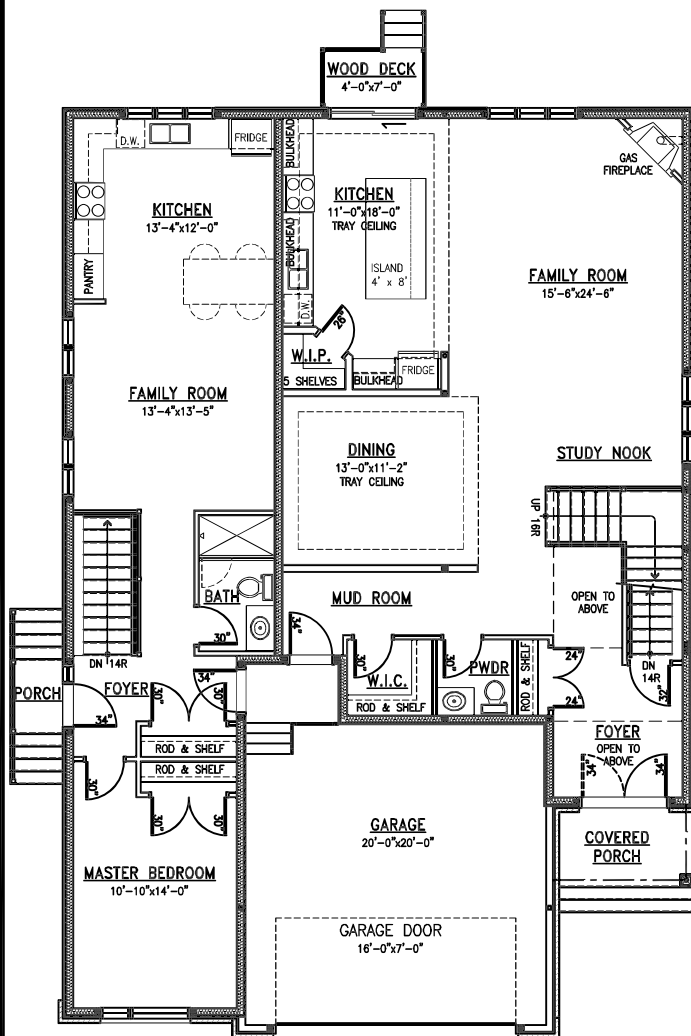 WOOD DECK
4'-0"x7'-0"
D.W.
FRIDGE
BULKHEAD
GAS
FIREPLACE
KITCHEN
13'-4"x12'-0"
KITCHEN
11'-0"x18'-0"
TRAY CEILING
BULKHEAD
ISLAND
4' x 8'
PANTRY
FAMILY ROOM
15'-6"x24'-6"
D.W.
26"
W.I.P.
5 SHELVES
BULKHEAD
FRIDGE
FAMILY ROOM
13'-4"x13'-5"
DINING
13'-0"x11'-2"
TRAY CEILING
STUDY NOOK
UP 16R
BATH
30"
MUD ROOM
34"
OPEN TO
ABOVE
DN 14R
PORCH
FOYER
34"
30"
34"
30"
30"
W.I.C.
ROD & SHELF
30"
PWDR
ROD & SHELF
24"
24"
DN
14R
32"
ROD & SHELF
ROD & SHELF
30"
30"
30"
FOYER
OPEN TO
ABOVE
34"
34"
GARAGE
20'-0"x20'-0"
COVERED
PORCH
MASTER BEDROOM
10'-10"x14'-0"
GARAGE DOOR
16'-0"x7'-0"